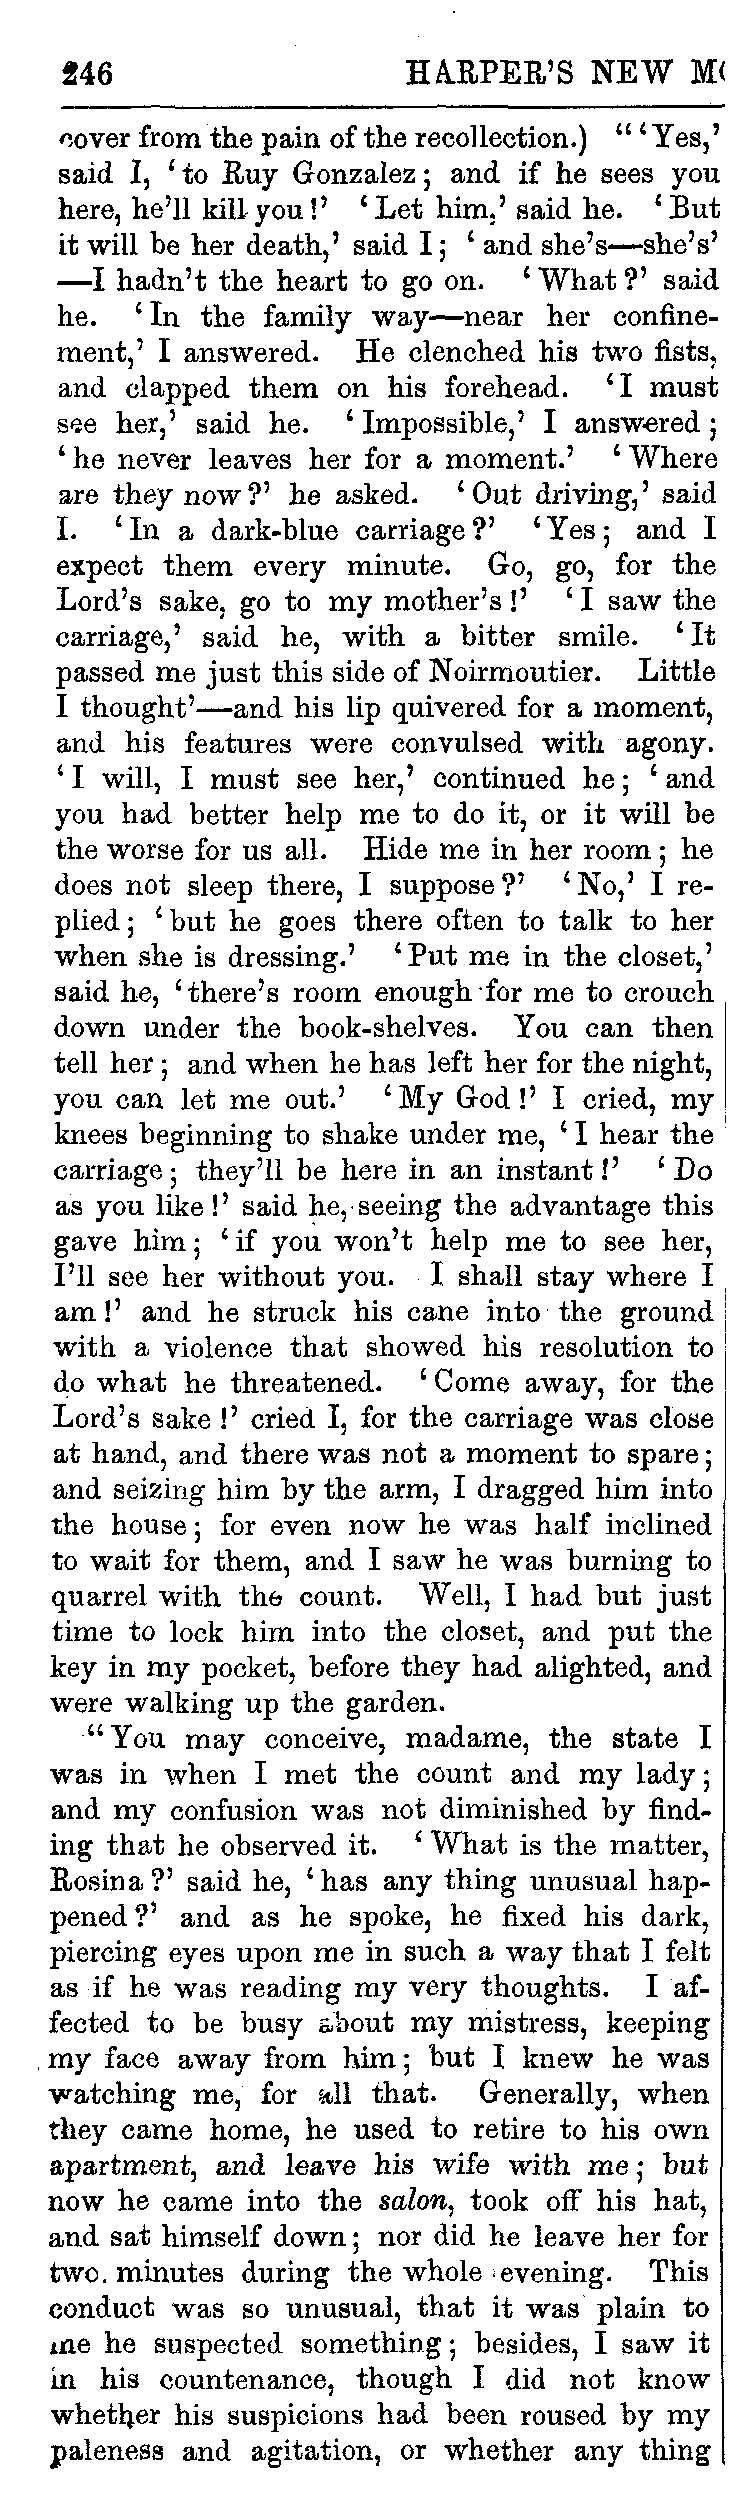 246 HARPER'S NEW M
cover from the pain of the recollection.) "'Yes,'
said I, 'to Ruy Gonzalez; and if he sees you
here, he'll kill you!' 'Let him,' said he. 'But
it will be her death,' said I; 'and she's—she's'
—I hadn't the heart to go on. 'What?' said
he. 'In the family way—near her confine-
ment,' I answered. He clenched his two fists,
and clapped them on his forehead. 'I must
see her,' said he. 'Impossible,' I answered;
'he never leaves her for a moment.' 'Where
are they now?' he asked. 'Out driving,' said
I. 'In a dark-blue carriage?' 'Yes; and I
expect them every minute. Go, go, for the
Lord's sake, go to my mother's!' 'I saw the
carriage,' said he, with a bitter smile. 'It
passed me just this side of Noirmoutier. Little
I thought'—and his lip quivered for a moment,
and his features were convulsed with agony.
'I will, I must see her,' continued he; 'and
you had better help me to do it, or it will be
the worse for us all. Hide me in her room; he
does not sleep there, I suppose?' 'No,' I re-
plied; 'but he goes there often to talk to her
when she is dressing.' 'Put me in the closet,'
said he, 'there's room enough for me to crouch
down under the book-shelves. You can then
tell her; and when he has left her for the night,
you can let me out.' 'My God!' I cried, my
knees beginning to shake under me, 'I hear the
carriage; they'll be here in an instant!' 'Do
as you like!' said he, seeing the advantage this
gave him; 'if you won't help me to see her,
I'll see her without you. I shall stay where I
am!' and he struck his cane into the ground
with a violence that showed his resolution to
do what he threatened. 'Come away, for the
Lord's sake!' cried I, for the carriage was close
at hand, and there was not a moment to spare;
and seizing him by the arm, I dragged him into
the house; for even now he was half inclined
to wait for them, and I saw he was burning to
quarrel with the count. Well, I had but just
time to lock him into the closet, and put the
key in my pocket, before they had alighted, and
were walking up the garden.
"You may conceive, madame, the state I
was in when I met the count and my lady;
and my confusion was not diminished by find-
ing that he observed it. 'What is the matter,
Rosina?' said he, 'has any thing unusual hap-
pened?' and as he spoke, he fixed his dark,
piercing eyes upon me in such a way that I felt
as if he was reading my very thoughts. I af-
fected to be busy about my mistress, keeping
my face away from him; but I knew he was
watching me, for all that. Generally, when
they came home, he used to retire to his own
apartment, and leave his wife with me; but
now he came into the salon, took off his hat,
and sat himself down; nor did he leave her for
two minutes during the whole evening. This
conduct was so unusual, that it was plain to
me he suspected something; besides, I saw it
in his countenance, though I did not know
whether his suspicions had been roused by my
paleness and agitation, or whether any thing